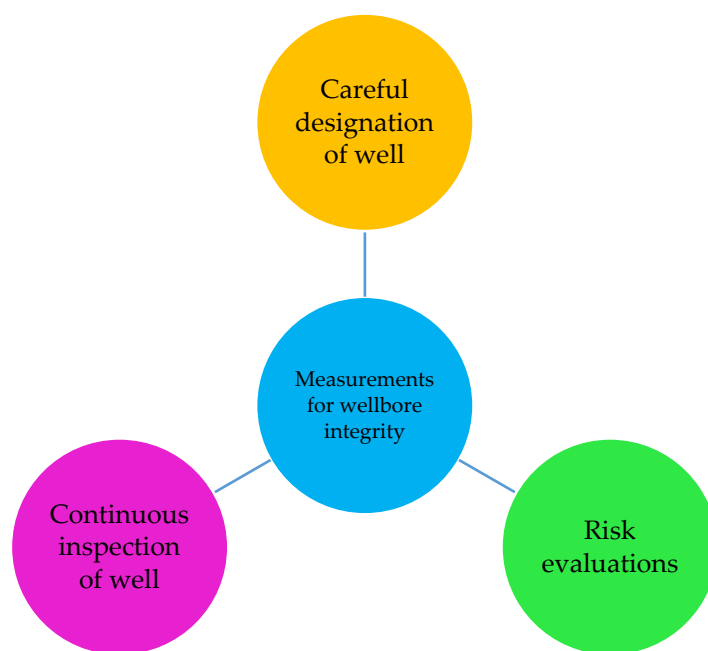 Careful
designation
of well
Measurements
for wellbore
integrity
Continuous
inspection
of well
Risk
evaluations